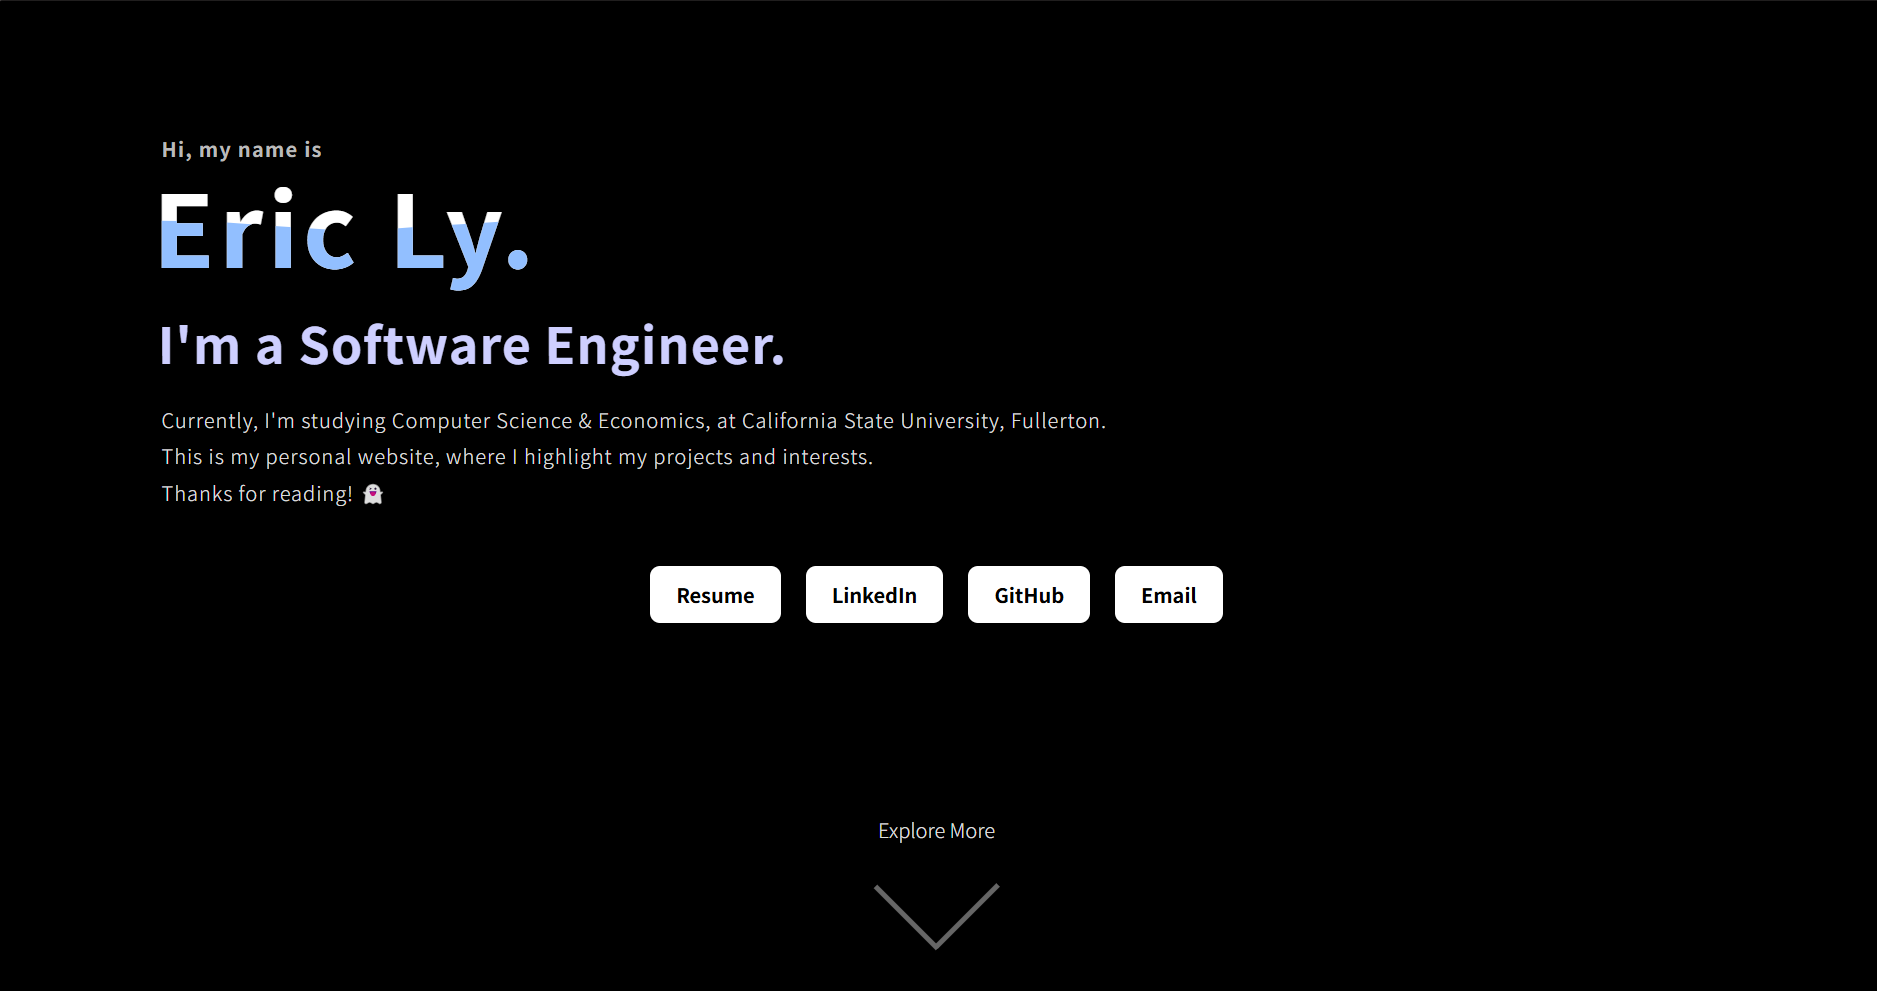 Hi, my name is
Eric Ly.
I'm a Software Engineer.
Currently, I'm studying Computer Science & Economics, at California State University, Fullerton.
This is my personal website, where I highlight my projects and interests.
Thanks for reading! 👻
Resume LinkedIn GitHub Email
Explore More